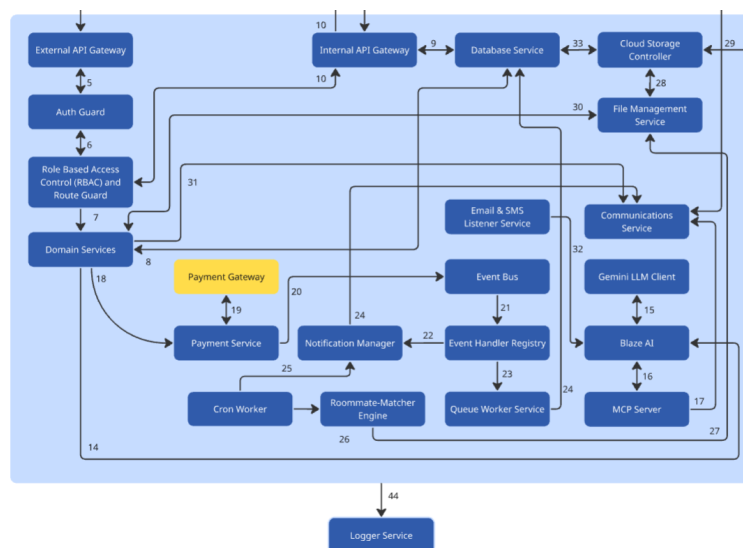 10
29
External API Gateway
Internal API Gateway
9
Database Service
33
Cloud Storage
Controller
5
10
28
Auth Guard
30
File Management
Service
6
Role Based Access
Control (RBAC) and
Route Guard
31
7
Email & SMS
Listener Service
Communications
Service
Domain Services
8
32
18
Payment Gateway
20
Event Bus
Gemini LLM Client
19
24
21
15
Payment Service
Notification Manager
22
Event Handler Registry
Blaze AI
25
23
24
16
Cron Worker
Roommate-Matcher
Engine
Queue Worker Service
MCP Server
17
14
26
27
44
Logger Service